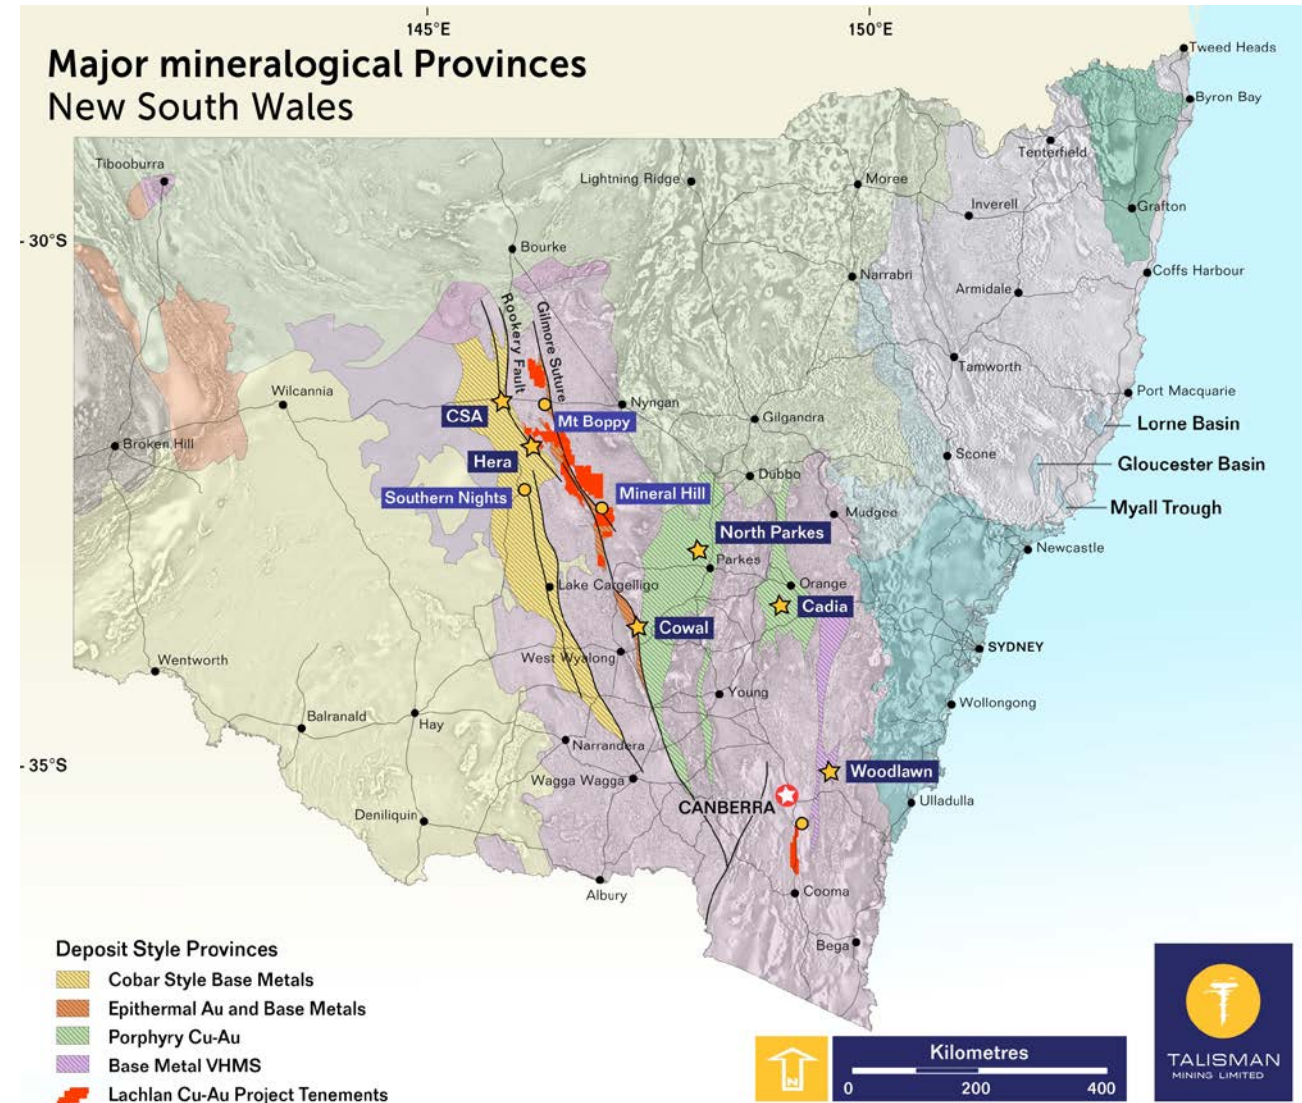 145°E
150°E
Major mineralogical Provinces
New South Wales
Tweed Heads
Byron Bay
Tenterfield
Tibooburra
Lightning Ridge
Moree
Inverell
Grafton
30°S
Bourke
Coffs Harbour
Narrabri
Armidale
Rookery Fault
Gilmore Suture
Tamworth
Wilcannia
Nyngan
Port Macquarie
CSA
Mt Boppy
Gilgandra
Lorne Basin
Broken Hill
Scone
Hera
Gloucester Basin
Dubbo
Southern Nights
Mineral Hill
Myall Trough
Mudgee
North Parkes
Newcastle
Parkes
Lake Cargelligo
Orange
Cadia
Cowal
SYDNEY
Wentworth
West Wyalong
Young
Wollongong
Balranald
Hay
Narrandera
35°S
Woodlawn
Wagga Wagga
CANBERRA
Ulladulla
Deniliquin
Albury
Cooma
Bega
Deposit Style Provinces
Cobar Style Base Metals
Epithermal Au and Base Metals
Porphyry Cu-Au
Base Metal VHMS
Lachlan Cu-Au Project Tenements
N
Kilometres
0 200 400
TALISMAN
MINING LIMITED